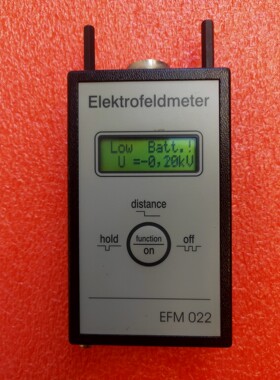 Elektrofeldmeter
Low Batt.!
U =-0,20kV
distance
hold
function
on
off
EFM 022